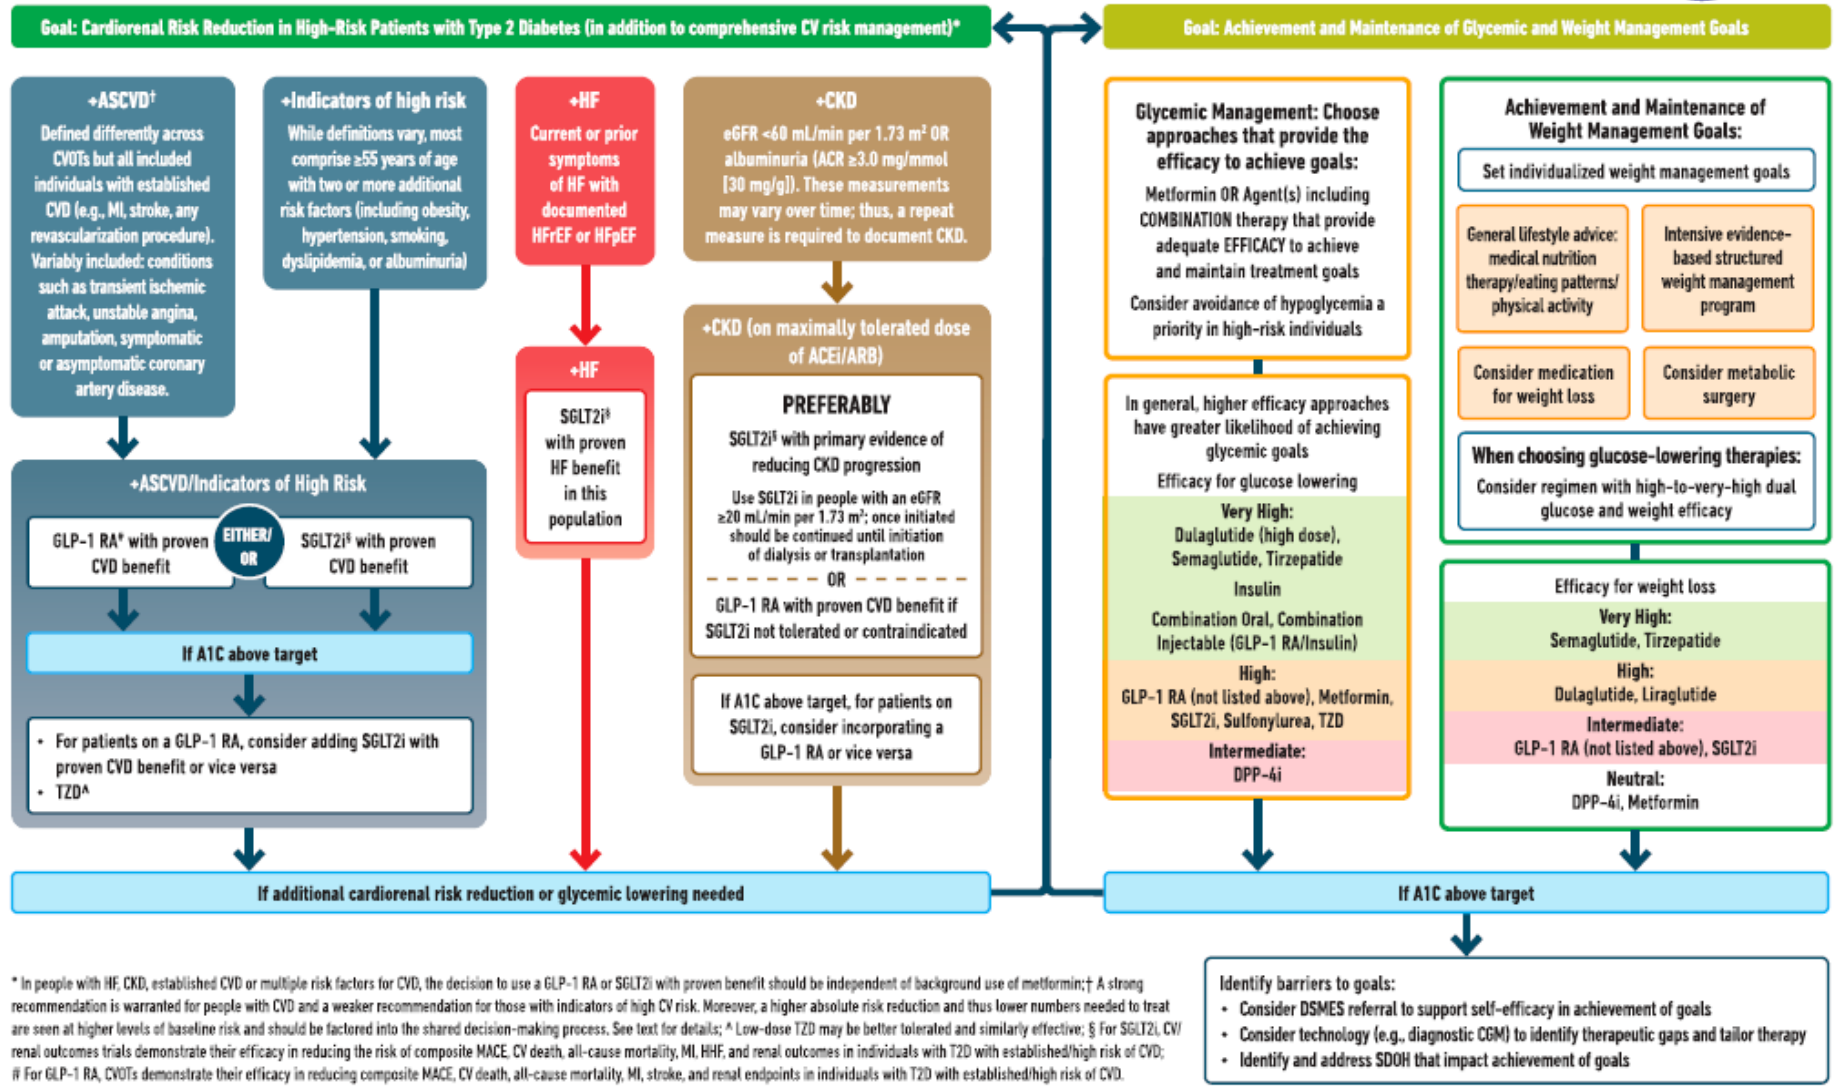 Goal: Cardiorenal Risk Reduction in High-Risk Patients with Type 2 Diabetes (in addition to comprehensive CV risk management)*
Goal: Achievement and Maintenance of Glycemic and Weight Management Goals
+ASCVD†
Defined differently across
CVOTs but all included
individuals with established
CVD (e.g., MI, stroke, any
revascularization procedure).
Variably included: conditions
such as transient ischemic
attack, unstable angina,
amputation, symptomatic
or asymptomatic coronary
artery disease.
+Indicators of high risk
While definitions vary, most
comprise ≥55 years of age
with two or more additional
risk factors (including obesity,
hypertension, smoking,
dyslipidemia, or albuminuria)
+ASCVD/Indicators of High Risk
GLP-1 RA# with proven
CVD benefit
EITHER/
OR
SGLT2i§ with proven
CVD benefit
If A1C above target
• For patients on a GLP-1 RA, consider adding SGLT2i with
proven CVD benefit or vice versa
• TZD^
+HF
Current or prior
symptoms
of HF with
documented
HFrEF or HFpEF
+HF
SGLT2i§
with proven
HF benefit
in this
population
+CKD
eGFR <60 mL/min per 1.73 m² OR
albuminuria (ACR ≥3.0 mg/mmol
[30 mg/g]). These measurements
may vary over time; thus, a repeat
measure is required to document CKD.
+CKD (on maximally tolerated dose
of ACEi/ARB)
PREFERABLY
SGLT2i§ with primary evidence of
reducing CKD progression
Use SGLT2i in people with an eGFR
≥20 mL/min per 1.73 m²; once initiated
should be continued until initiation
of dialysis or transplantation
OR
GLP-1 RA with proven CVD benefit if
SGLT2i not tolerated or contraindicated
If A1C above target, for patients on
SGLT2i, consider incorporating a
GLP-1 RA or vice versa
If additional cardiorenal risk reduction or glycemic lowering needed
Glycemic Management: Choose
approaches that provide the
efficacy to achieve goals:
Metformin OR Agent(s) including
COMBINATION therapy that provide
adequate EFFICACY to achieve
and maintain treatment goals
Consider avoidance of hypoglycemia a
priority in high-risk individuals
In general, higher efficacy approaches
have greater likelihood of achieving
glycemic goals
Efficacy for glucose lowering
Very High:
Dulaglutide (high dose),
Semaglutide, Tirzepatide
Insulin
Combination Oral, Combination
Injectable (GLP-1 RA/Insulin)
High:
GLP-1 RA (not listed above), Metformin,
SGLT2i, Sulfonylurea, TZD
Intermediate:
DPP-4i
Achievement and Maintenance of
Weight Management Goals:
Set individualized weight management goals
General lifestyle advice:
medical nutrition
therapy/eating patterns/
physical activity
Intensive evidence-
based structured
weight management
program
Consider medication
for weight loss
Consider metabolic
surgery
When choosing glucose-lowering therapies:
Consider regimen with high-to-very-high dual
glucose and weight efficacy
Efficacy for weight loss
Very High:
Semaglutide, Tirzepatide
High:
Dulaglutide, Liraglutide
Intermediate:
GLP-1 RA (not listed above), SGLT2i
Neutral:
DPP-4i, Metformin
If A1C above target
Identify barriers to goals:
• Consider DSMES referral to support self-efficacy in achievement of goals
• Consider technology (e.g., diagnostic CGM) to identify therapeutic gaps and tailor therapy
• Identify and address SDOH that impact achievement of goals
* In people with HF, CKD, established CVD or multiple risk factors for CVD, the decision to use a GLP-1 RA or SGLT2i with proven benefit should be independent of background use of metformin;† A strong
recommendation is warranted for people with CVD and a weaker recommendation for those with indicators of high CV risk. Moreover, a higher absolute risk reduction and thus lower numbers needed to treat
are seen at higher levels of baseline risk and should be factored into the shared decision-making process. See text for details; ^ Low-dose TZD may be better tolerated and similarly effective; § For SGLT2i, CV/
renal outcomes trials demonstrate their efficacy in reducing the risk of composite MACE, CV death, all-cause mortality, MI, HHF, and renal outcomes in individuals with T2D with established/high risk of CVD;
# For GLP-1 RA, CVOTs demonstrate their efficacy in reducing composite MACE, CV death, all-cause mortality, MI, stroke, and renal endpoints in individuals with T2D with established/high risk of CVD.